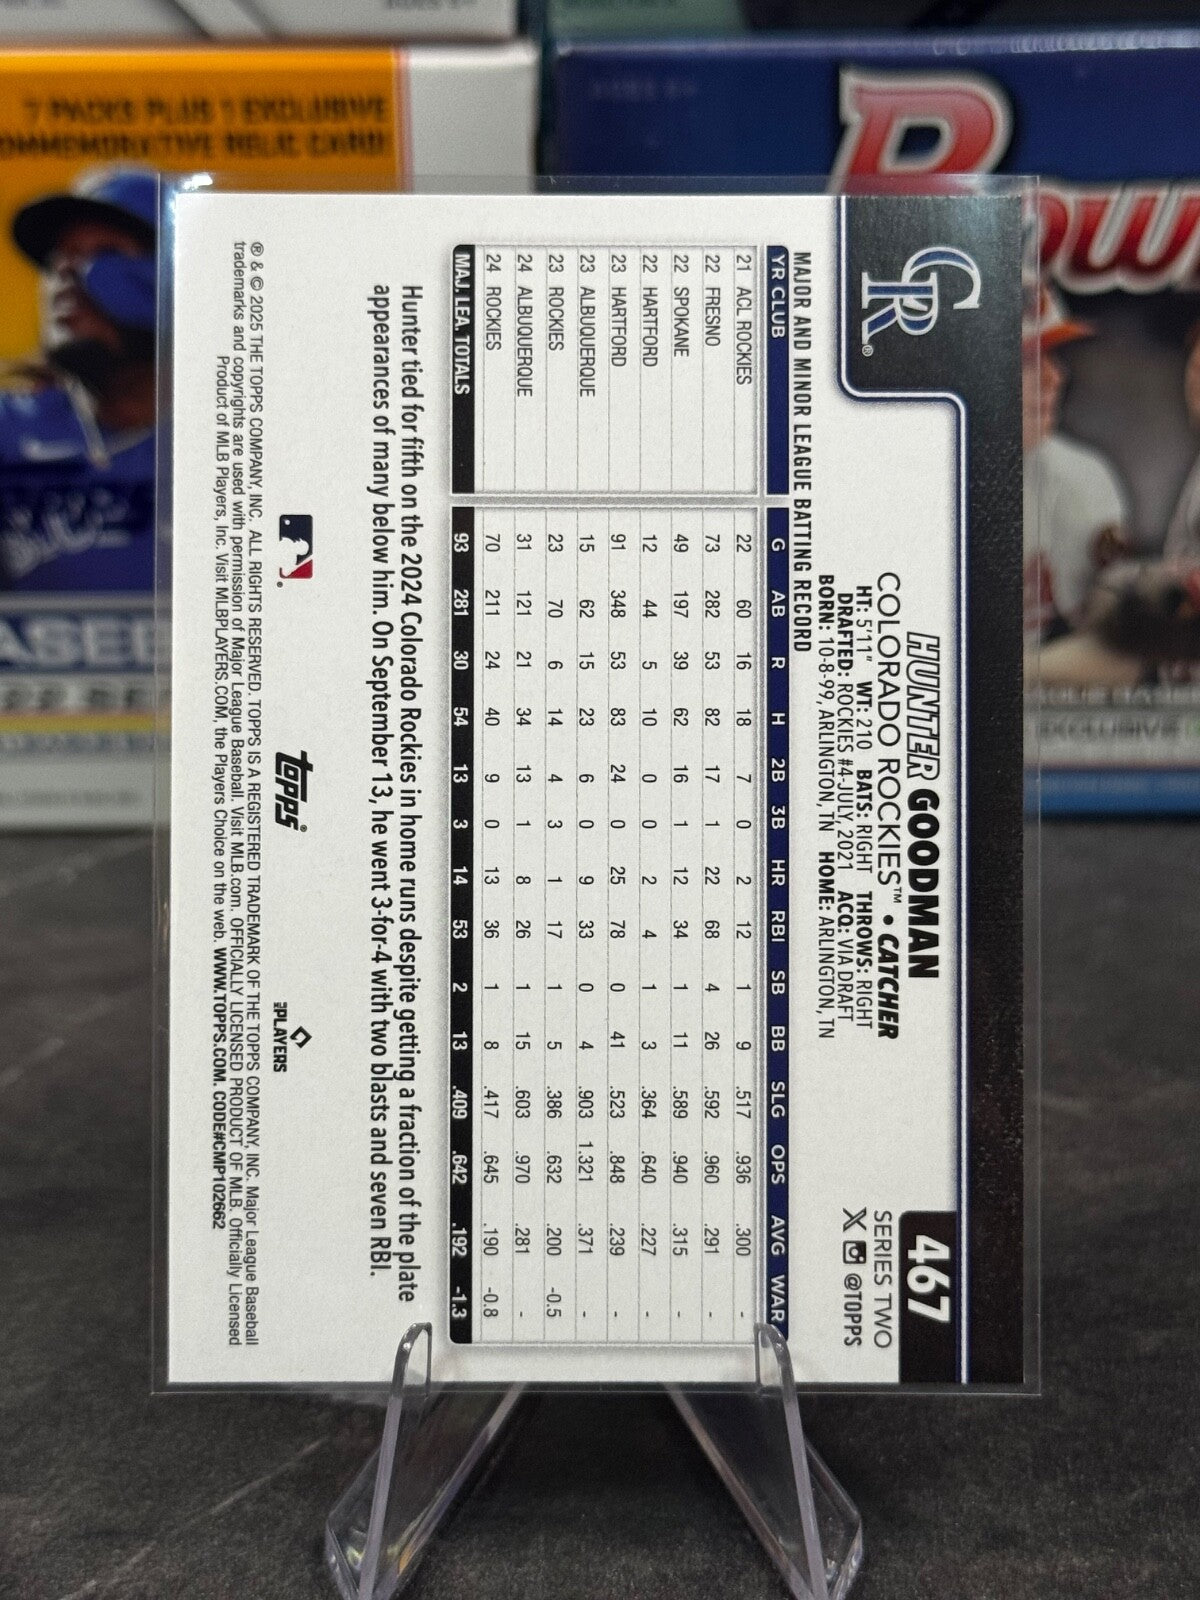 7 PACKS PLUS 1 EXCLUSIVE
COMMEMORATIVE RELIC CARD!
CR®
HUNTER GOODMAN
COLORADO ROCKIES™ • CATCHER
HT: 5'11" WT: 210 BATS: RIGHT THROWS: RIGHT
DRAFTED: ROCKIES #4-JULY, 2021 ACQ: VIA DRAFT
BORN: 10-8-99, ARLINGTON, TN HOME: ARLINGTON, TN
467
SERIES TWO
X @TOPPS
MAJOR AND MINOR LEAGUE BATTING RECORD
YR CLUB G AB R H 2B 3B HR RBI SB BB SLG OPS AVG WAR
21 ACL ROCKIES 22 60 16 18 7 0 2 12 1 9 .517 .936 .300 -
22 FRESNO 73 282 53 82 17 1 22 68 4 26 .592 .960 .291 -
22 SPOKANE 49 197 39 62 16 1 12 34 1 11 .589 .940 .315 -
22 HARTFORD 12 44 5 10 0 0 2 4 1 3 .364 .640 .227 -
23 HARTFORD 91 348 53 83 24 0 25 78 0 41 .523 .848 .239 -
23 ALBUQUERQUE 15 62 15 23 6 0 9 33 0 4 .903 1.321 .371 -
23 ROCKIES 23 70 6 14 4 3 1 17 1 5 .386 .632 .200 -0.5
24 ALBUQUERQUE 31 121 21 34 13 1 8 26 1 15 .603 .970 .281 -
24 ROCKIES 70 211 24 40 9 0 13 36 1 8 .417 .645 .190 -0.8
MAJ. LEA. TOTALS 93 281 30 54 13 3 14 53 2 13 .409 .642 .192 -1.3
Hunter tied for fifth on the 2024 Colorado Rockies in home runs despite getting a fraction of the plate
appearances of many below him. On September 13, he went 3-for-4 with two blasts and seven RBI.
topps®
PLAYERS
® & © 2025 THE TOPPS COMPANY, INC. ALL RIGHTS RESERVED. TOPPS IS A REGISTERED TRADEMARK OF THE TOPPS COMPANY, INC. Major League Baseball
trademarks and copyrights are used with permission of Major League Baseball. Visit MLB.com. OFFICIALLY LICENSED PRODUCT OF MLB. Officially Licensed
Product of MLB Players, Inc. Visit MLBPLAYERS.COM, the Players Choice on the web. WWW.TOPPS.COM. CODE#CMP102662